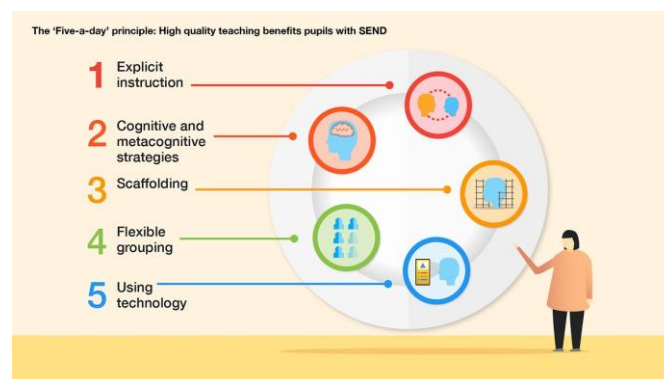 The ‘Five-a-day’ principle: High quality teaching benefits pupils with SEND
1 Explicit
instruction
2 Cognitive and
metacognitive
strategies
3 Scaffolding
4 Flexible
grouping
5 Using
technology